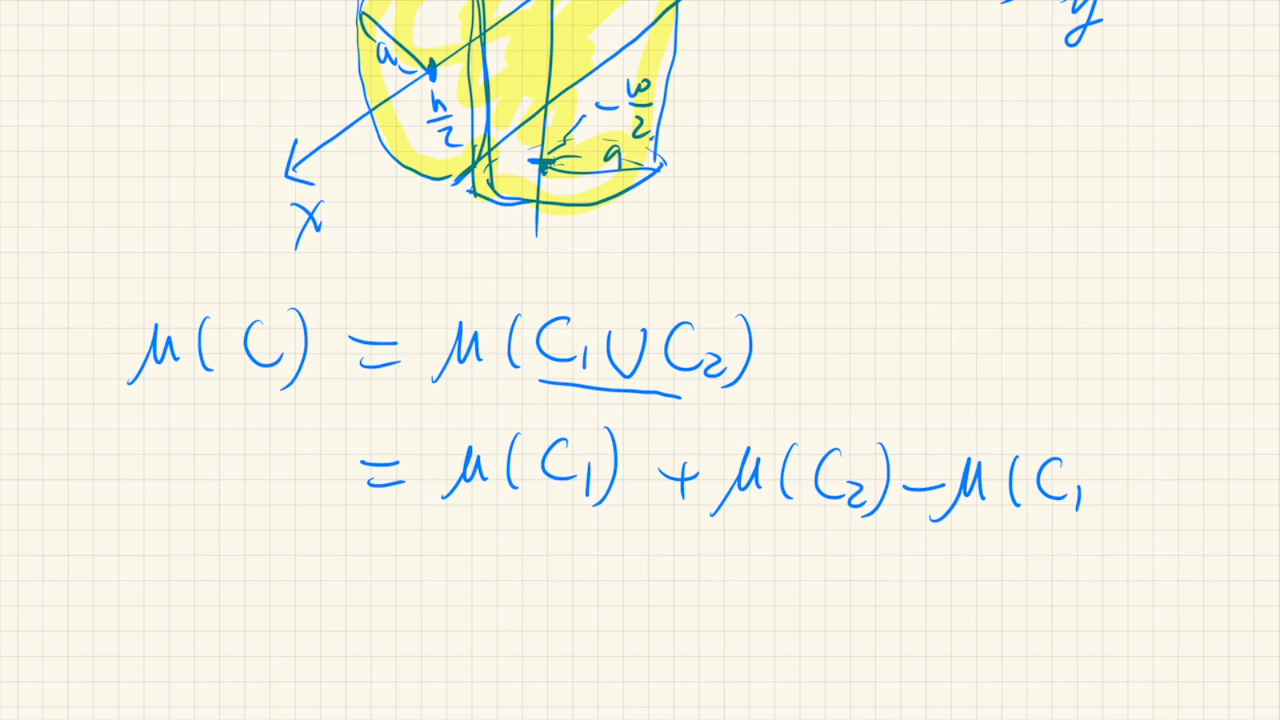 y
a
h/2
- w/2
a
x
μ(C) = μ(C₁∪C₂)
= μ(C₁) + μ(C₂) - μ(C₁